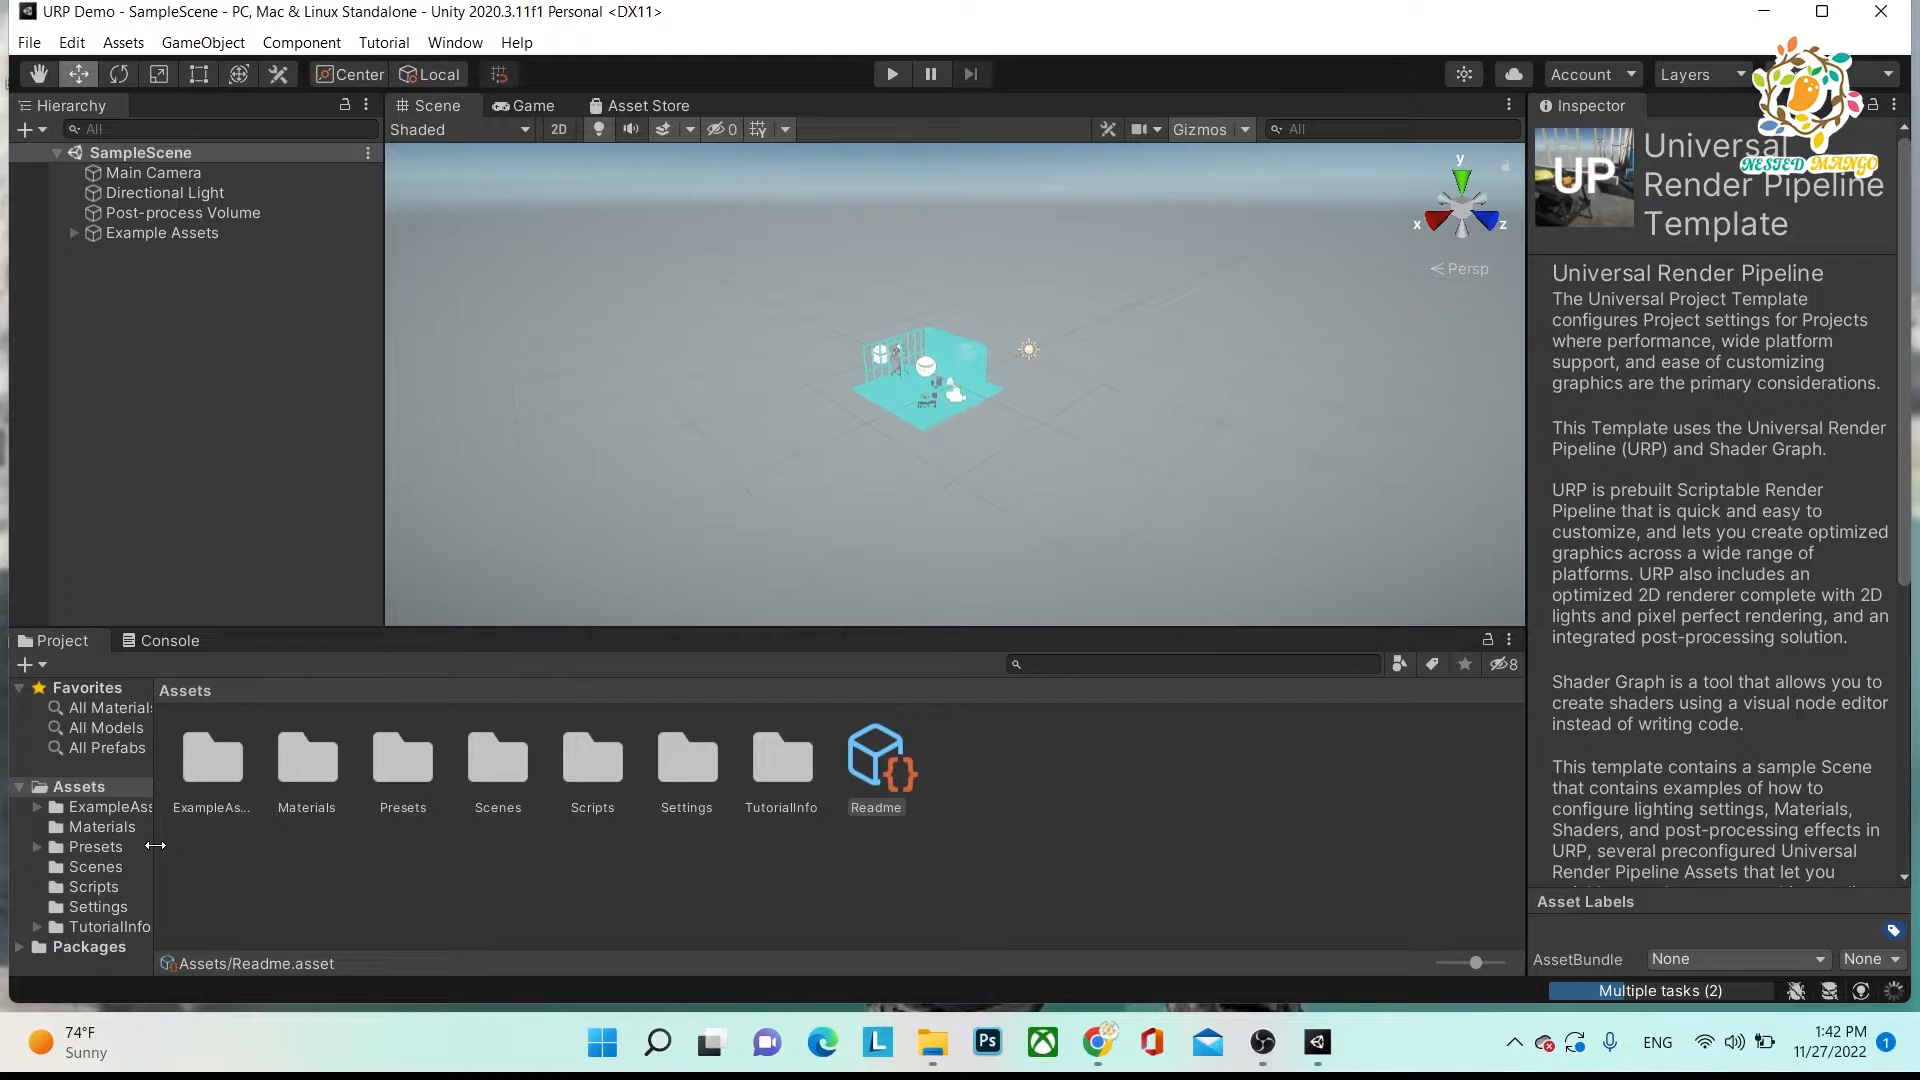 URP Demo - SampleScene - PC, Mac & Linux Standalone - Unity 2020.3.11f1 Personal <DX11>
File Edit Assets GameObject Component Tutorial Window Help
Center Local Account Layers
Hierarchy
All
SampleScene
Main Camera
Directional Light
Post-process Volume
Example Assets
Scene Game Asset Store
Shaded 2D 0 Gizmos All
y
x z
Persp
Inspector
UP
Universal
Render Pipeline
Template
NESTED MANGO
Universal Render Pipeline
The Universal Project Template
configures Project settings for Projects
where performance, wide platform
support, and ease of customizing
graphics are the primary considerations.
This Template uses the Universal Render
Pipeline (URP) and Shader Graph.
URP is prebuilt Scriptable Render
Pipeline that is quick and easy to
customize, and lets you create optimized
graphics across a wide range of
platforms. URP also includes an
optimized 2D renderer complete with 2D
lights and pixel perfect rendering, and an
integrated post-processing solution.
Shader Graph is a tool that allows you to
create shaders using a visual node editor
instead of writing code.
This template contains a sample Scene
that contains examples of how to
configure lighting settings, Materials,
Shaders, and post-processing effects in
URP, several preconfigured Universal
Render Pipeline Assets that let you
Asset Labels
AssetBundle None None
Multiple tasks (2)
Project Console
8
Favorites
All Materials
All Models
All Prefabs
Assets
ExampleAss
Materials
Presets
Scenes
Scripts
Settings
TutorialInfo
Packages
Assets
ExampleAs... Materials Presets Scenes Scripts Settings TutorialInfo Readme
Assets/Readme.asset
74°F
Sunny
L
Ps
ENG
1:42 PM
11/27/2022
1